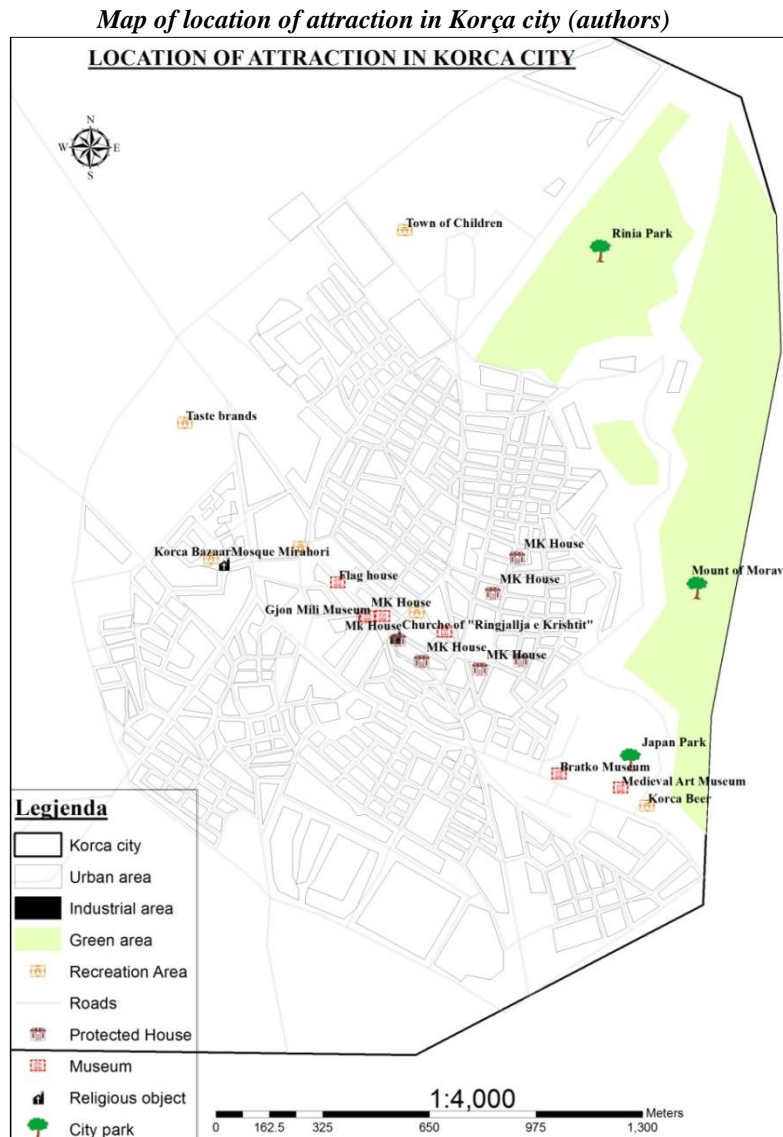 Map of location of attraction in Korça city (authors)
LOCATION OF ATTRACTION IN KORCA CITY
N
W E
S
Town of Children
Rinia Park
Taste brands
Korca Bazaar
Mosque Mirahori
MK House
Flag house
MK House
Mount of Morav
Gjon Mili Museum
MK House
Mk House
Churche of "Ringjallja e Krishtit"
MK House
MK House
Japan Park
Bratko Museum
Medieval Art Museum
Korca Beer
Legjenda
Korca city
Urban area
Industrial area
Green area
Recreation Area
Roads
Protected House
Museum
Religious object
City park
1:4,000
Meters
0 162.5 325 650 975 1,300